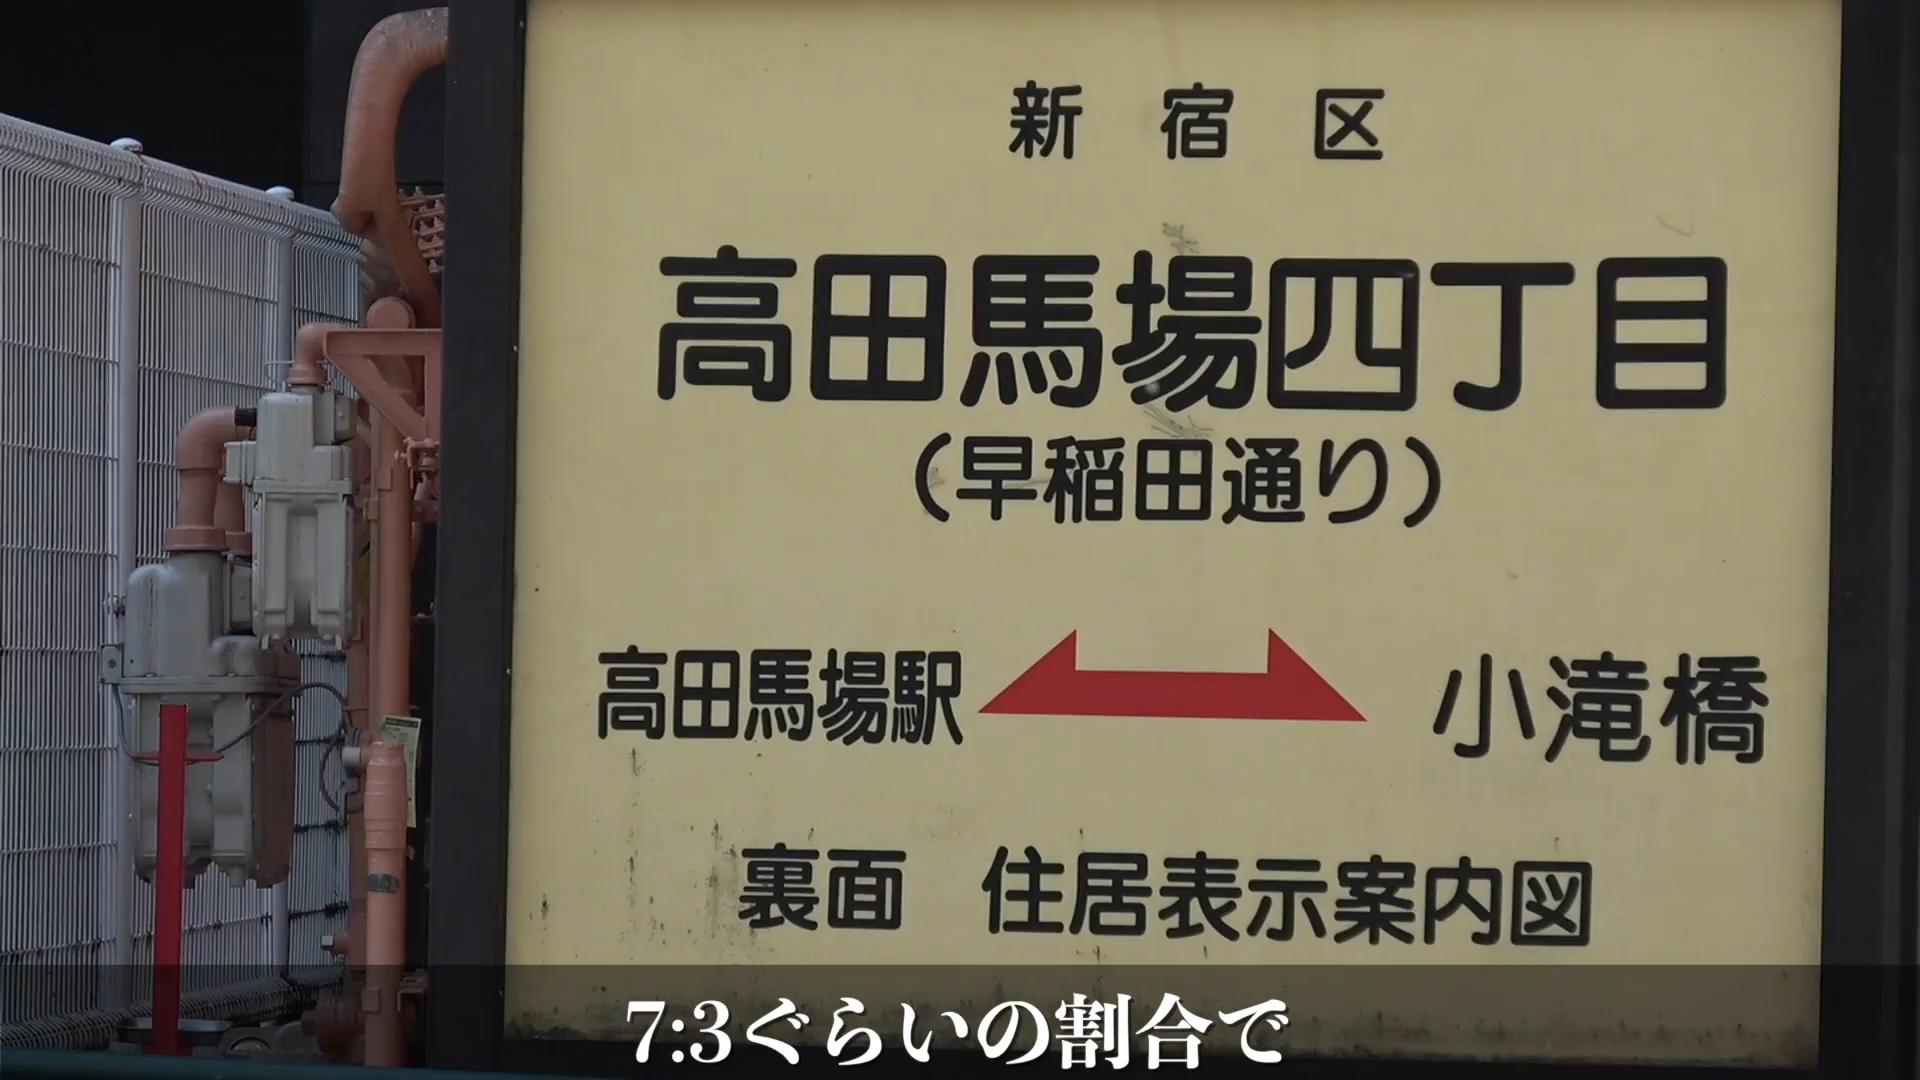 新宿区
高田馬場四丁目
(早稲田通り)
高田馬場駅 小滝橋
裏面 住居表示案内図
7:3ぐらいの割合で